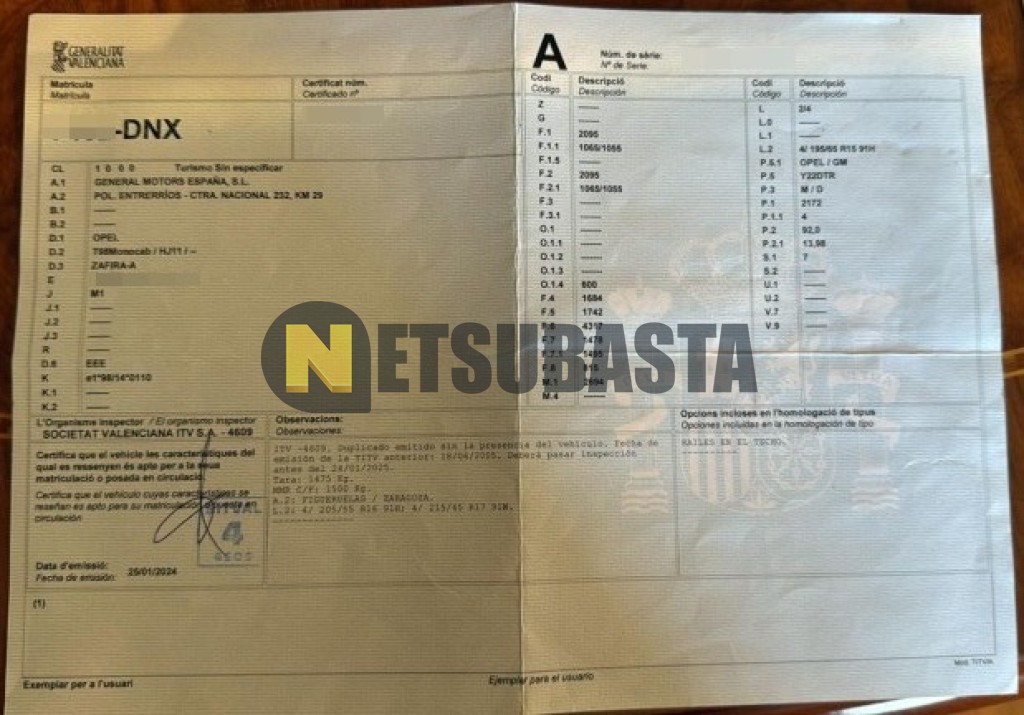 GENERALITAT
VALENCIANA
A
Núm. de sèrie:
Nº de Serie:
Matrícula
Matrícula
Certificat núm.
Certificado nº
-DNX
CL 1000 Turismo Sin especificar
A.1 GENERAL MOTORS ESPAÑA, S.L.
A.2 POL. ENTRERRÍOS - CTRA. NACIONAL 232, KM 29
B.1 ------
B.2 ------
D.1 OPEL
D.2 T98Monocab / HJ11 / --
D.3 ZAFIRA-A
E
J M1
J.1 ------
J.2 ------
J.3 ------
R ------
D.6 EEE
K e1*98/14*0110
K.1 ------
K.2 ------
Codi Descripció
Código Descripción
Z ------
G ------
F.1 2095
F.1.1 1065/1055
F.1.5 ------
F.2 2095
F.2.1 1065/1055
F.3 ------
F.3.1 ------
O.1 ------
O.1.1 ------
O.1.2 ------
O.1.3 ------
O.1.4 600
F.4 1684
F.5 1742
F.6
F.7
F.7.1
F.8
M.1
M.4 ------
Codi Descripció
Código Descripción
L 2/4
L.0 ------
L.1 ------
L.2 4/ 195/65 R15 91H
P.5.1 OPEL / GM
P.5 Y22DTR
P.3 M / D
P.1 2172
P.1.1 4
P.2 92,0
P.2.1 13,98
S.1 7
S.2 ------
U.1 ------
U.2 ------
V.7 ------
V.9 ------
NETSUBASTA
L'Organisme inspector / El organismo inspector
SOCIETAT VALENCIANA ITV S.A. - 4609
Certifica que el vehicle les característiques del
qual es ressenyen és apte per a la seua
matriculació o posada en circulació.
Certifica que el vehículo cuyas características se
reseñan es apto para su matriculación o puesta en
circulación
SITVAL
4
4609
Data d'emissió:
Fecha de emisión: 25/01/2024
Observacions:
Observaciones:
ITV -4609. Duplicado emitido sin la presencia del vehículo. Fecha de
emisión de la TITV anterior: 18/04/2055. Deberá pasar inspección
antes del 24/01/2025.
Tara: 1475 Kg.
MMR C/F: 1500 Kg.
A.2: FIGUERUELAS / ZARAGOZA.
L.2: 4/ 205/55 R16 91H; 4/ 215/45 R17 91H.
--------------
Opcions incloses en l'homologació de tipus
Opciones incluidas en la homologación de tipo
RAILES EN EL TECHO.
----------
(1)
Exemplar per a l'usuari
Ejemplar para el usuario
Mod. TITV/A